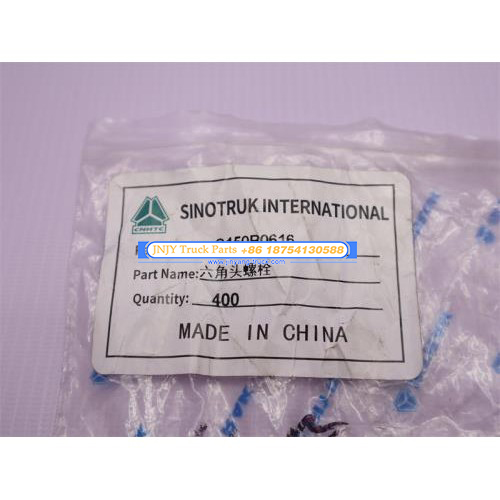 CNHTC
SINOTRUK INTERNATIONAL
JNJY Truck Parts +86 18754130588
Part Name: 六角头螺栓
Quantity: 400
MADE IN CHINA